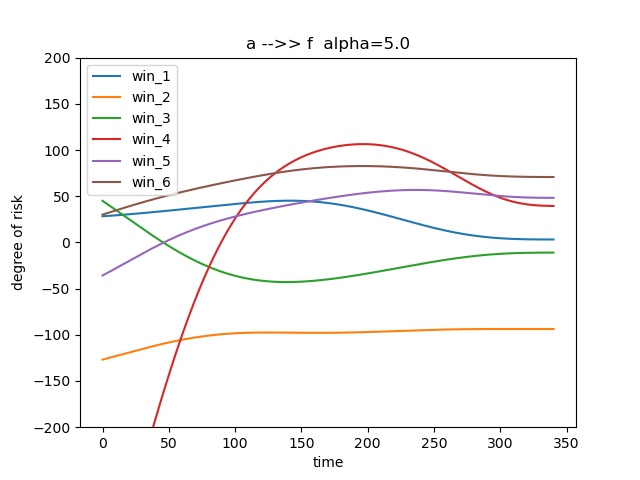 a -->> f  alpha=5.0
degree of risk
200
150
100
50
0
−50
−100
−150
−200
win_1
win_2
win_3
win_4
win_5
win_6
0 50 100 150 200 250 300 350
time